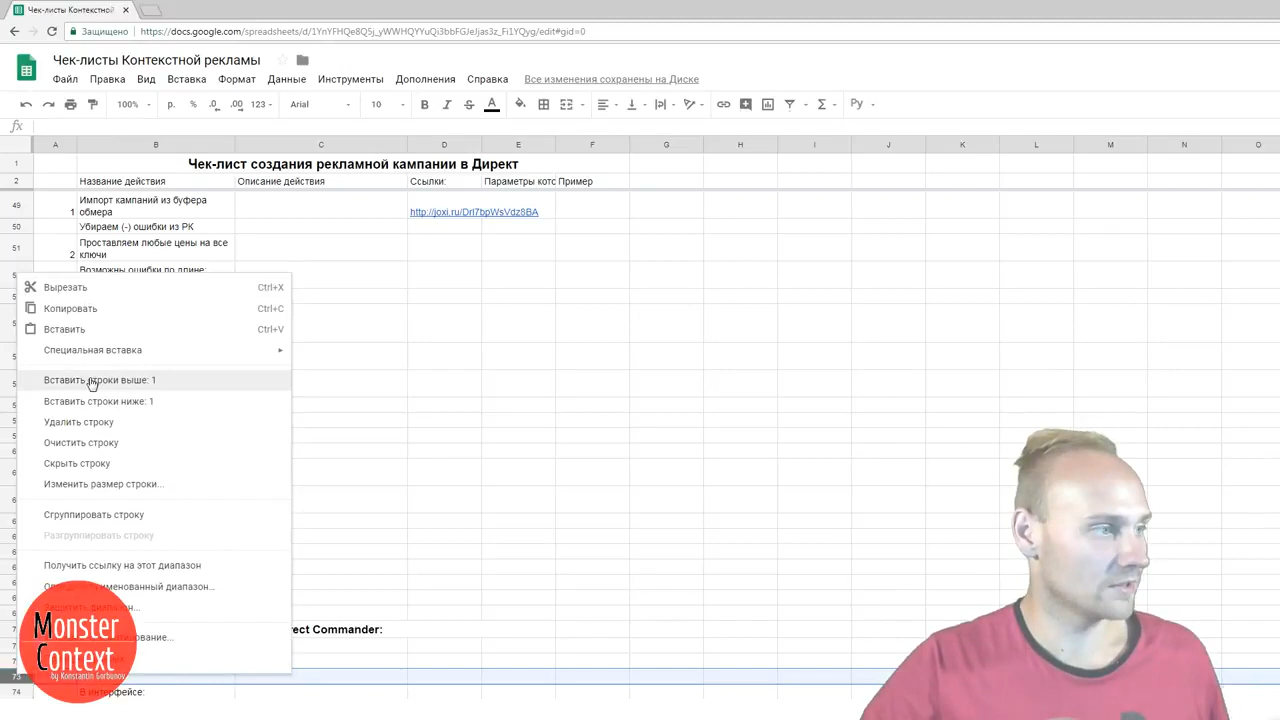 Чек-листы Контекстной
Защищено
https://docs.google.com/spreadsheets/d/1YnYFHQe8Q5j_yWWHQYYuQi3bbFGJeJjas3z_Fi1YQyg/edit#gid=0
Чек-листы Контекстной рекламы
Файл Правка Вид Вставка Формат Данные Инструменты Дополнения Справка Все изменения сохранены на Диске
100% р. % .0 .00 123 Arial 10 B I S A Σ Ру
fx
A B C D E F G H I J K L M N O
1 Чек-лист создания рекламной кампании в Директ
2 Название действия Описание действия Ссылки: Параметры кото Пример
49 Импорт кампаний из буфера
1 обмера http://joxi.ru/Drl7bpWsVdz8BA
50 Убираем (-) ошибки из РК
51 Проставляем любые цены на все
2 ключи
Возможны ошибки по длине:
Вырезать Ctrl+X
Копировать Ctrl+C
Вставить Ctrl+V
Специальная вставка
Вставить строки выше: 1
Вставить строки ниже: 1
Удалить строку
Очистить строку
Скрыть строку
Изменить размер строки...
Сгруппировать строку
Разгруппировать строку
Получить ссылку на этот диапазон
именованный диапазон...
rect Commander:
73
74 В интерфейсе:
Monster
Context
by Konstantin Gorbunov